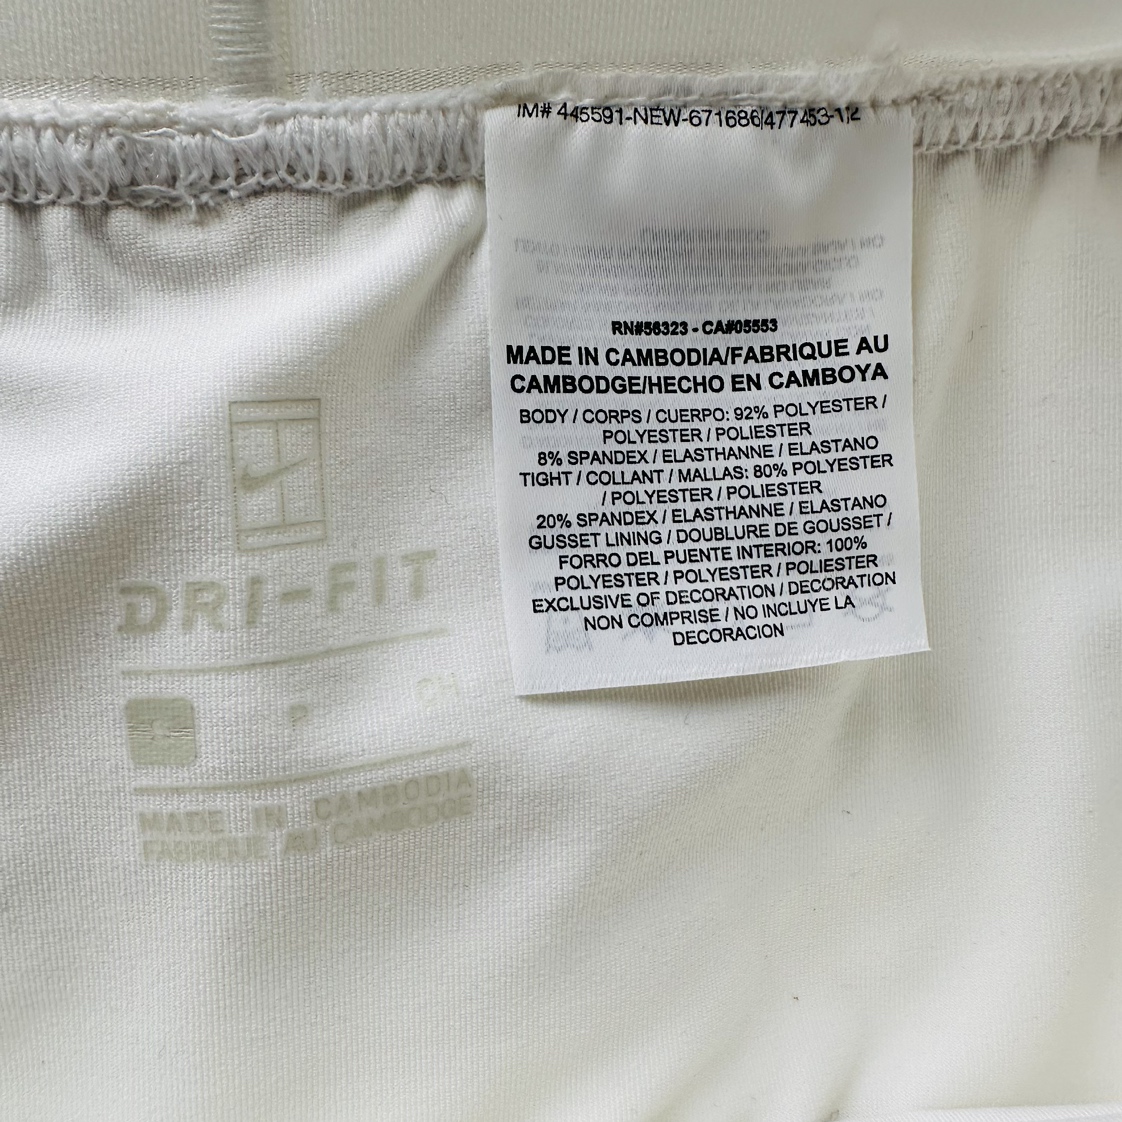 IM# 445591-NEW-671686|477453-1|2
RN#56323 - CA#05553
MADE IN CAMBODIA/FABRIQUE AU
CAMBODGE/HECHO EN CAMBOYA
BODY / CORPS / CUERPO: 92% POLYESTER /
POLYESTER / POLIESTER
8% SPANDEX / ELASTHANNE / ELASTANO
TIGHT / COLLANT / MALLAS: 80% POLYESTER
/ POLYESTER / POLIESTER
20% SPANDEX / ELASTHANNE / ELASTANO
GUSSET LINING / DOUBLURE DE GOUSSET /
FORRO DEL PUENTE INTERIOR: 100%
POLYESTER / POLYESTER / POLIESTER
EXCLUSIVE OF DECORATION / DECORATION
NON COMPRISE / NO INCLUYE LA
DECORACION
DRI-FIT
P
CH
MADE IN CAMBODIA
FABRIQUE AU CAMBODGE